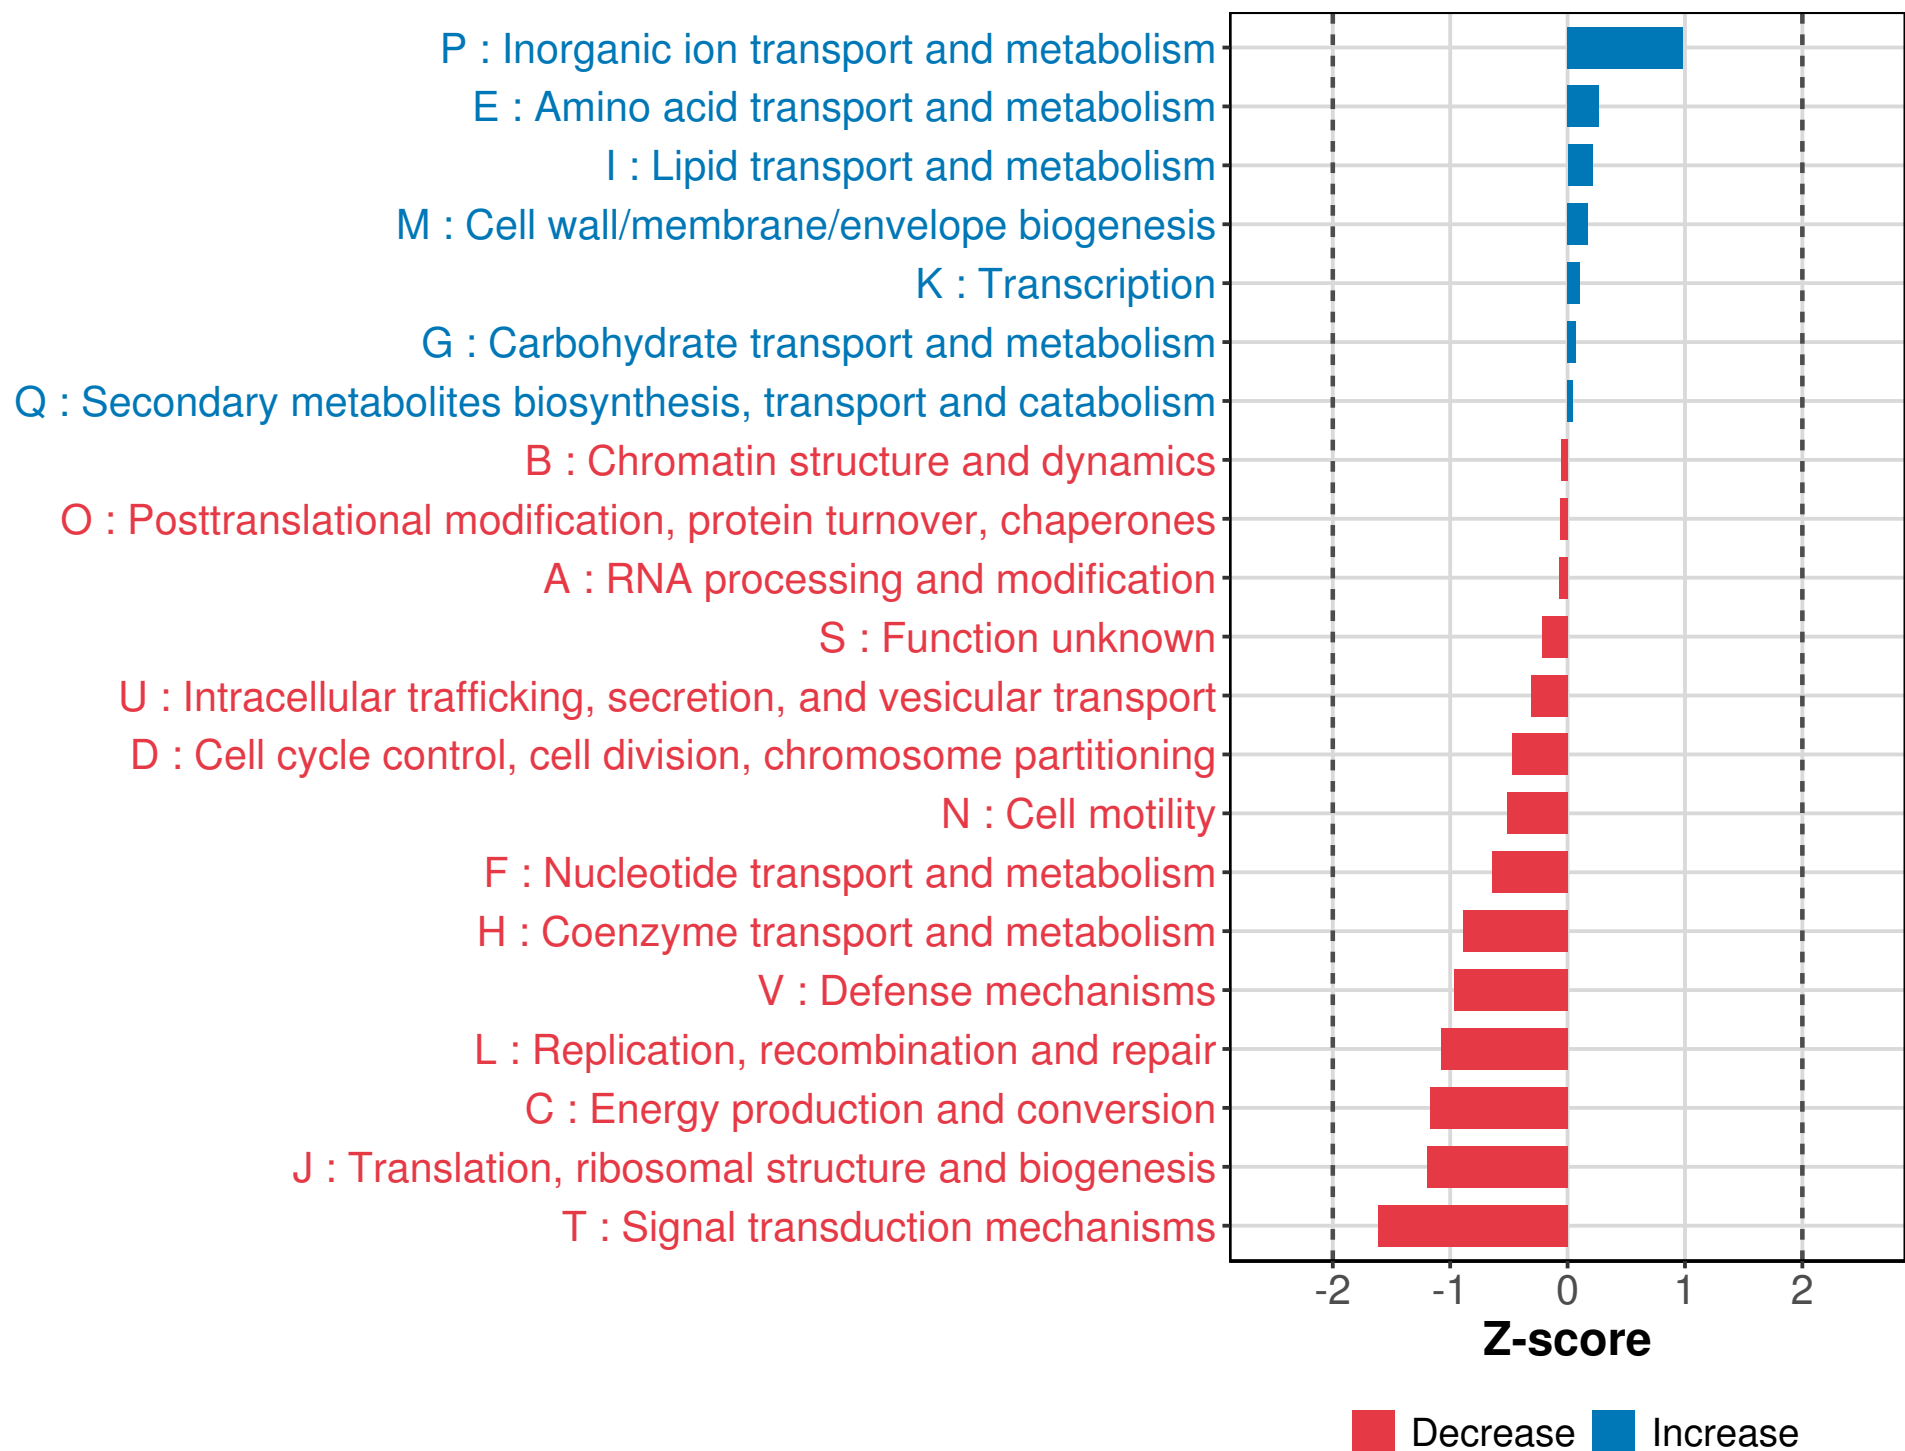 P : Inorganic ion transport and metabolism
E : Amino acid transport and metabolism
I : Lipid transport and metabolism
M : Cell wall/membrane/envelope biogenesis
K : Transcription
G : Carbohydrate transport and metabolism
Q : Secondary metabolites biosynthesis, transport and catabolism
B : Chromatin structure and dynamics
O : Posttranslational modification, protein turnover, chaperones
A : RNA processing and modification
S : Function unknown
U : Intracellular trafficking, secretion, and vesicular transport
D : Cell cycle control, cell division, chromosome partitioning
N : Cell motility
F : Nucleotide transport and metabolism
H : Coenzyme transport and metabolism
V : Defense mechanisms
L : Replication, recombination and repair
C : Energy production and conversion
J : Translation, ribosomal structure and biogenesis
T : Signal transduction mechanisms
-2 -1 0 1 2
Z-score
Decrease Increase